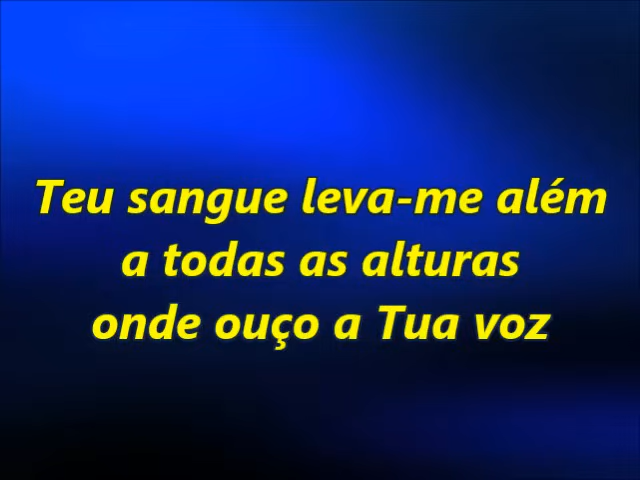 Teu sangue leva-me além
a todas as alturas
onde ouço a Tua voz